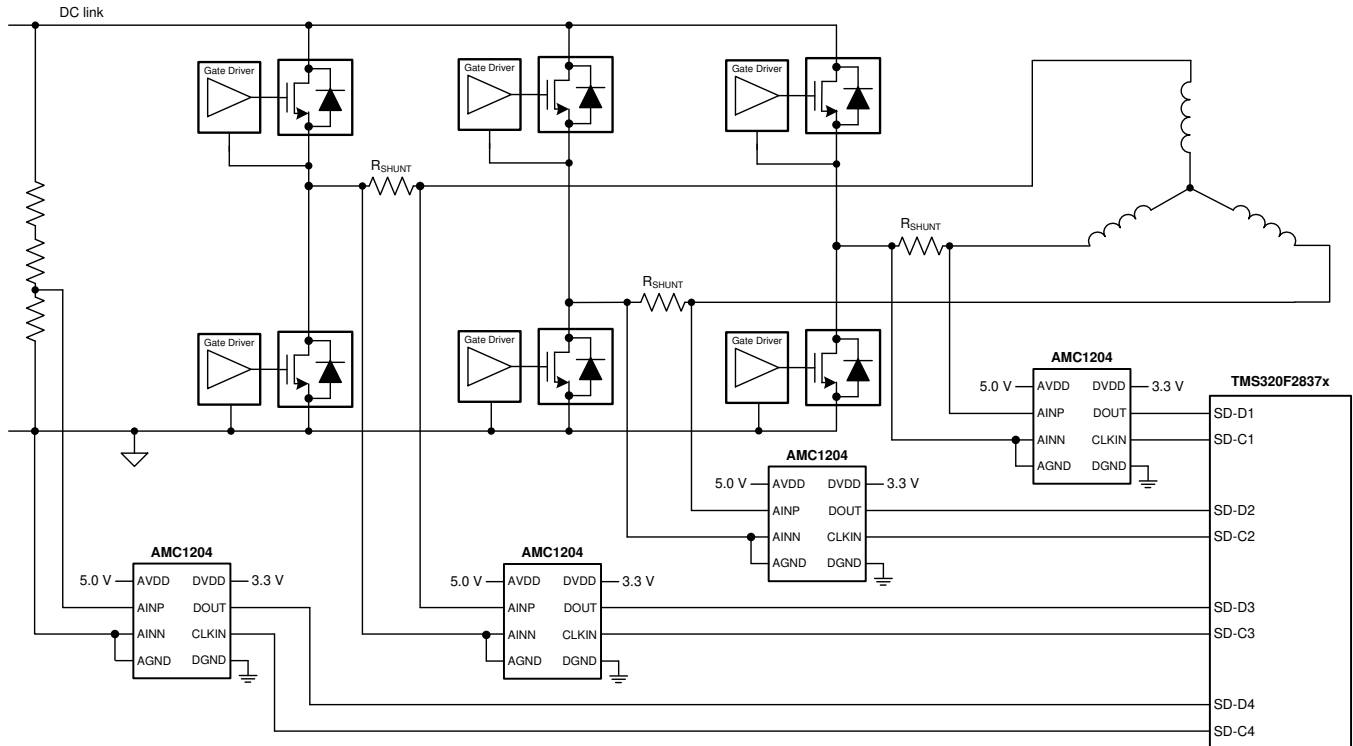 DC link
Gate Driver
Gate Driver
Gate Driver
RSHUNT
RSHUNT
RSHUNT
Gate Driver
Gate Driver
Gate Driver
AMC1204
5.0 V
AVDD
DVDD
3.3 V
AINP
DOUT
AINN
CLKIN
AGND
DGND
TMS320F2837x
SD-D1
SD-C1
SD-D2
SD-C2
SD-D3
SD-C3
SD-D4
SD-C4
AMC1204
5.0 V
AVDD
DVDD
3.3 V
AINP
DOUT
AINN
CLKIN
AGND
DGND
AMC1204
5.0 V
AVDD
DVDD
3.3 V
AINP
DOUT
AINN
CLKIN
AGND
DGND
AMC1204
5.0 V
AVDD
DVDD
3.3 V
AINP
DOUT
AINN
CLKIN
AGND
DGND